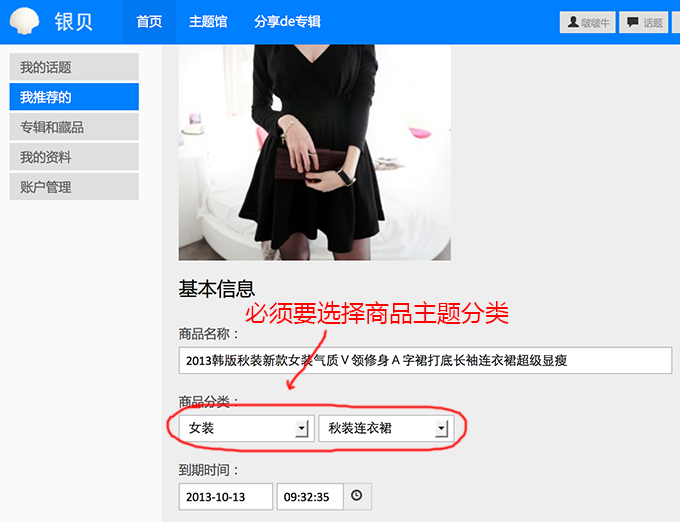 银贝 首页 主题馆 分享de专辑 啵啵牛 话题
我的话题
我推荐的
专辑和藏品
我的资料
账户管理
基本信息
必须要选择商品主题分类
商品名称：
2013韩版秋装新款女装气质V领修身A字裙打底长袖连衣裙超级显瘦
商品分类：
女装 秋装连衣裙
到期时间：
2013-10-13 09:32:35